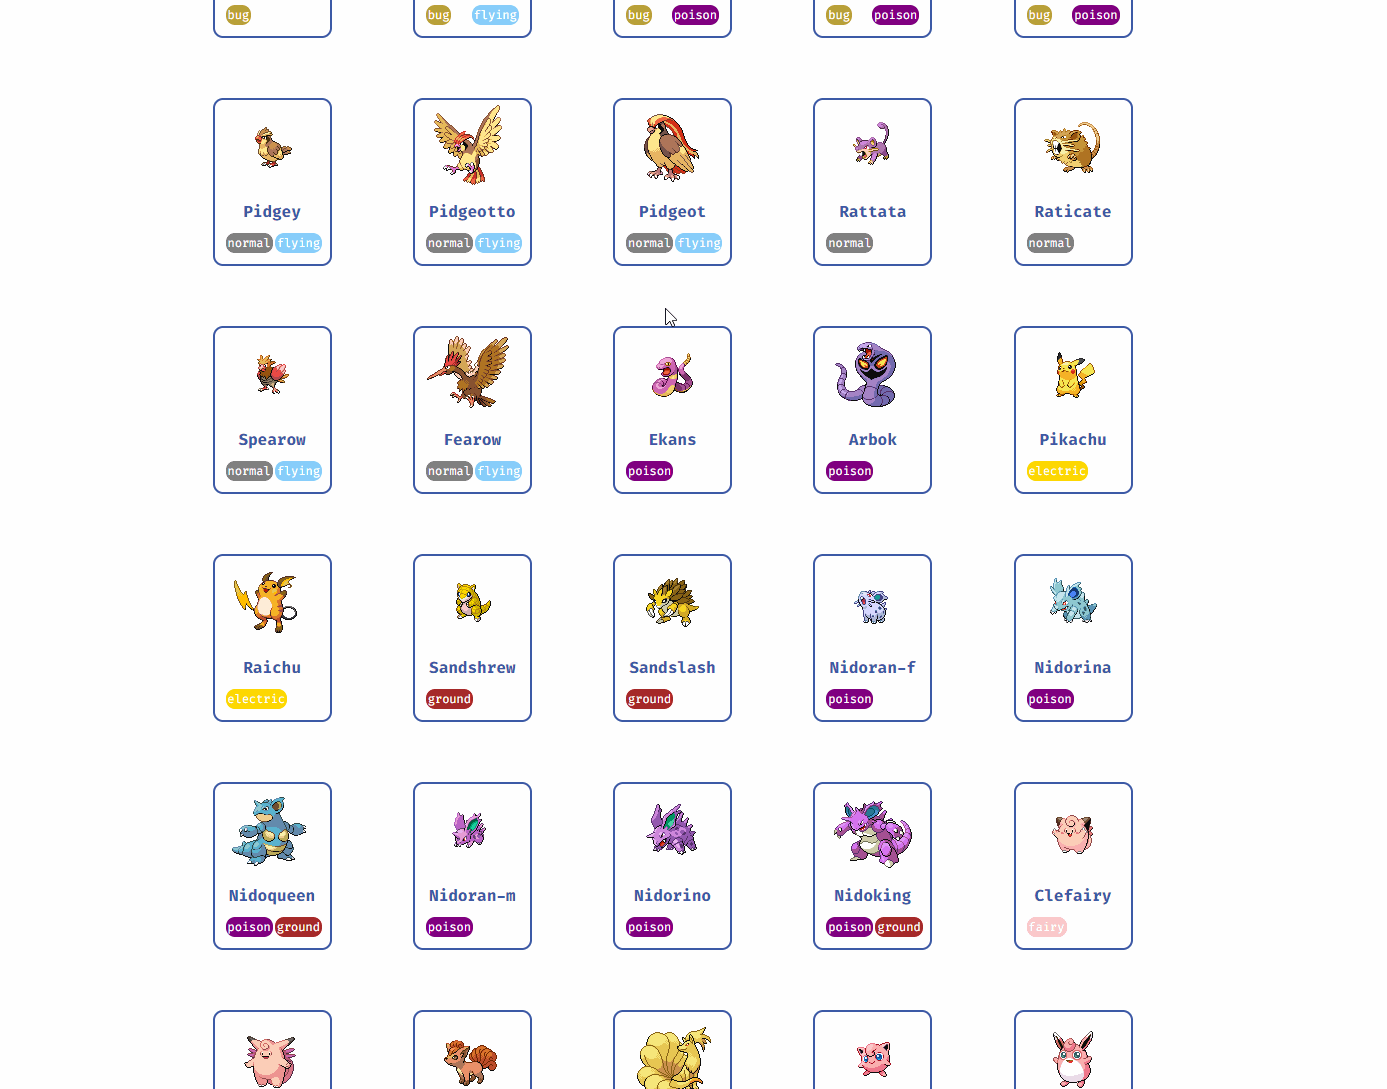 bug bug flying bug poison bug poison bug poison
Pidgey Pidgeotto Pidgeot Rattata Raticate
normal flying normal flying normal flying normal normal
Spearow Fearow Ekans Arbok Pikachu
normal flying normal flying poison poison electric
Raichu Sandshrew Sandslash Nidoran-f Nidorina
electric ground ground poison poison
Nidoqueen Nidoran-m Nidorino Nidoking Clefairy
poison ground poison poison poison ground fairy